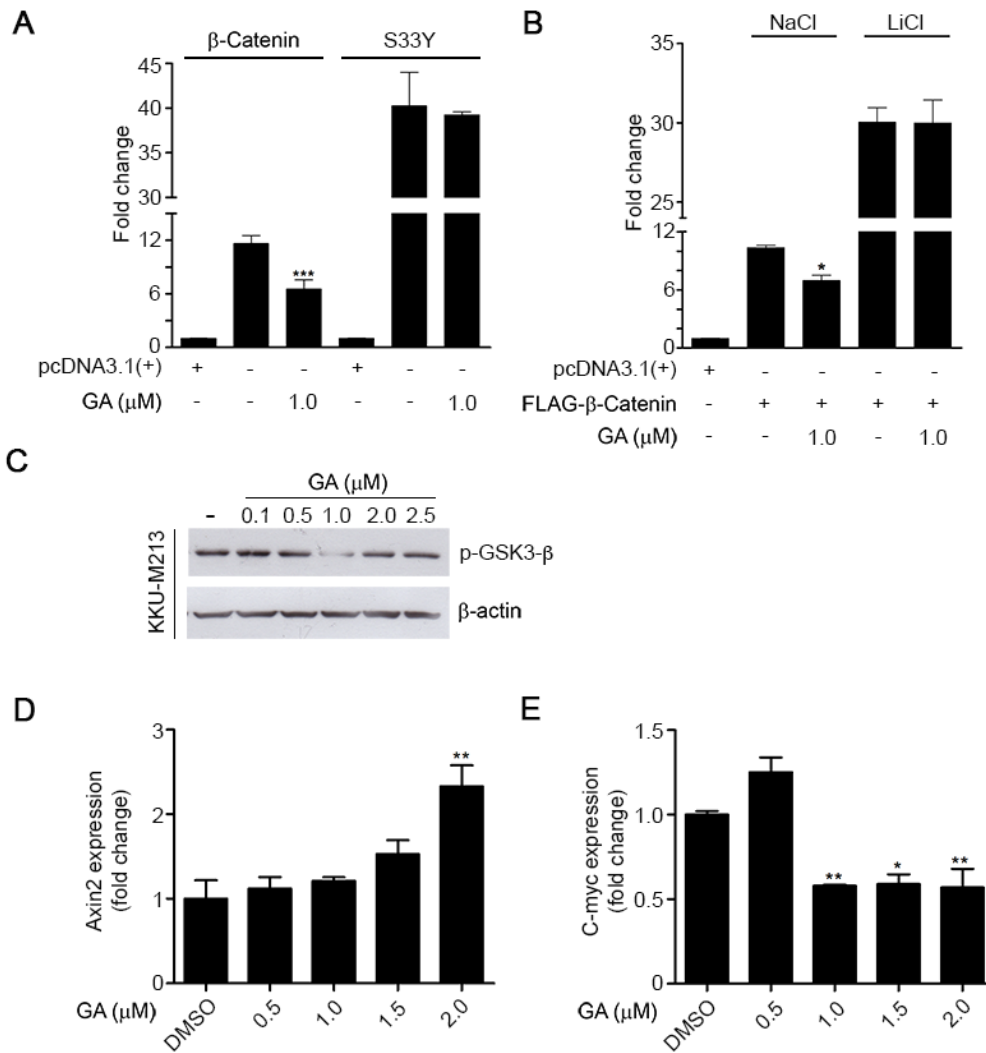 A
β-Catenin S33Y
45
40
35
30
12
6
0
Fold change
***
pcDNA3.1(+) + - - + - -
GA (μM) - - 1.0 - - 1.0
B
NaCl LiCl
35
30
25
12
6
0
Fold change
*
pcDNA3.1(+) + - - - -
FLAG-β-Catenin - + + + +
GA (μM) - - 1.0 - 1.0
C
GA (μM)
- 0.1 0.5 1.0 2.0 2.5
KKU-M213
p-GSK3-β
β-actin
D
3
2
1
0
Axin2 expression
(fold change)
**
GA (μM) DMSO 0.5 1.0 1.5 2.0
E
1.5
1.0
0.5
0
C-myc expression
(fold change)
** * **
GA (μM) DMSO 0.5 1.0 1.5 2.0